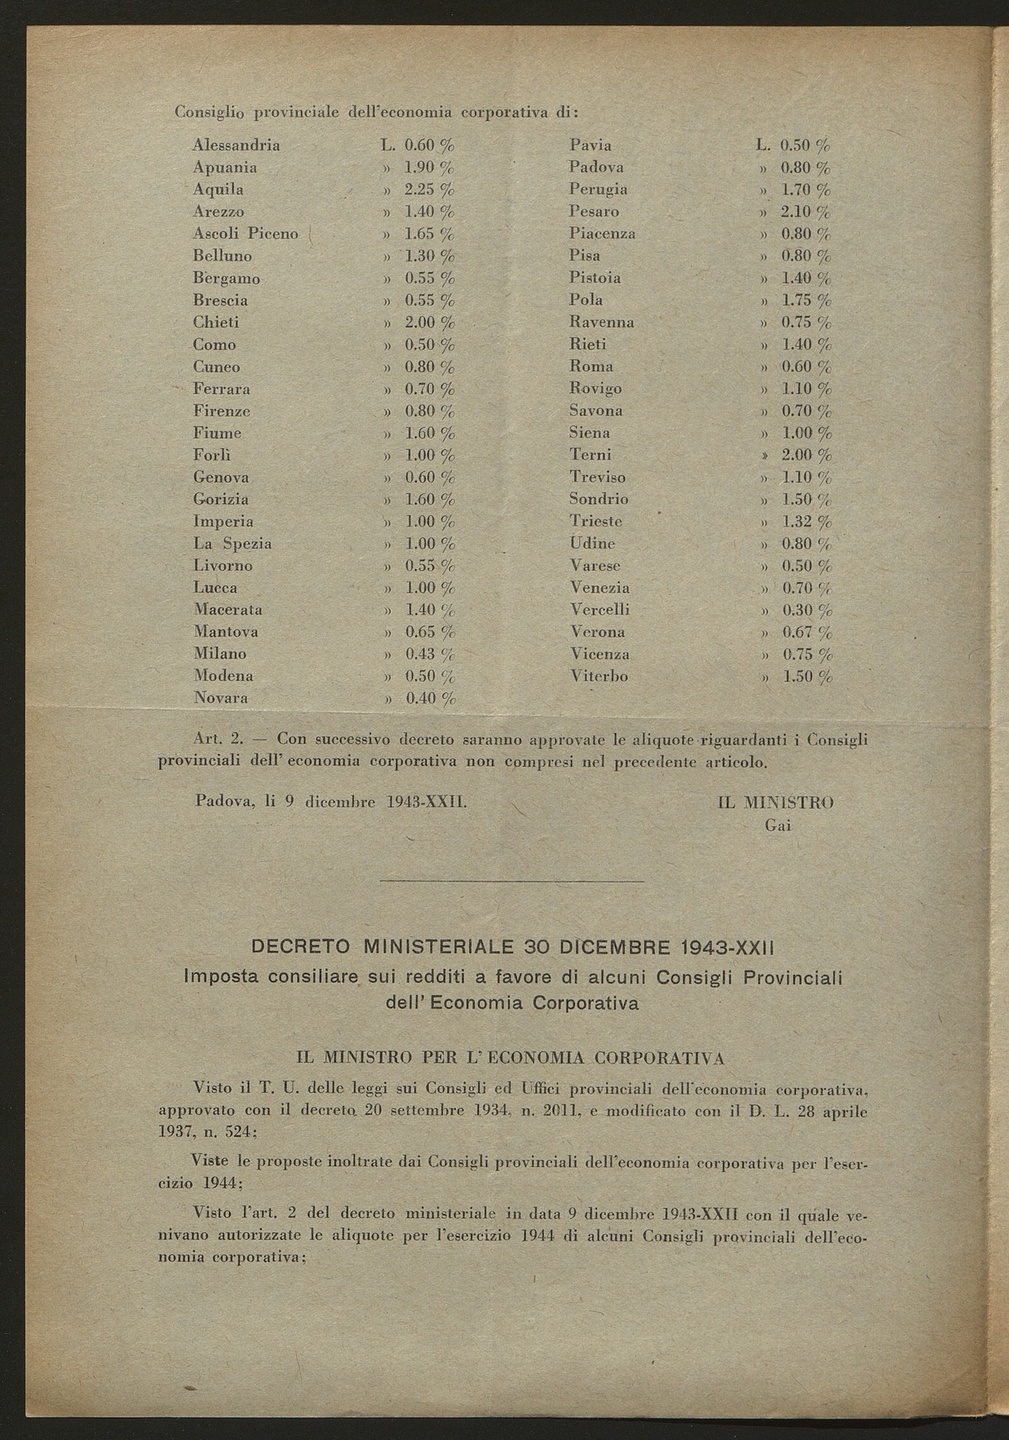 Consiglio provinciale dell'economia corporativa di:
Alessandria L. 0.60 %
Apuania » 1.90 %
Aquila » 2.25 %
Arezzo » 1.40 %
Ascoli Piceno » 1.65 %
Belluno » 1.30 %
Bergamo » 0.55 %
Brescia » 0.55 %
Chieti » 2.00 %
Como » 0.50 %
Cuneo » 0.80 %
Ferrara » 0.70 %
Firenze » 0.80 %
Fiume » 1.60 %
Forlì » 1.00 %
Genova » 0.60 %
Gorizia » 1.60 %
Imperia » 1.00 %
La Spezia » 1.00 %
Livorno » 0.55 %
Lucca » 1.00 %
Macerata » 1.40 %
Mantova » 0.65 %
Milano » 0.43 %
Modena » 0.50 %
Novara » 0.40 %
Pavia L. 0.50 %
Padova » 0.80 %
Perugia » 1.70 %
Pesaro » 2.10 %
Piacenza » 0.80 %
Pisa » 0.80 %
Pistoia » 1.40 %
Pola » 1.75 %
Ravenna » 0.75 %
Rieti » 1.40 %
Roma » 0.60 %
Rovigo » 1.10 %
Savona » 0.70 %
Siena » 1.00 %
Terni » 2.00 %
Treviso » 1.10 %
Sondrio » 1.50 %
Trieste » 1.32 %
Udine » 0.80 %
Varese » 0.50 %
Venezia » 0.70 %
Vercelli » 0.30 %
Verona » 0.67 %
Vicenza » 0.75 %
Viterbo » 1.50 %
Art. 2. — Con successivo decreto saranno approvate le aliquote riguardanti i Consigli
provinciali dell' economia corporativa non compresi nel precedente articolo.
Padova, li 9 dicembre 1943-XXII.
IL MINISTRO
Gai
DECRETO MINISTERIALE 30 DICEMBRE 1943-XXII
Imposta consiliare sui redditi a favore di alcuni Consigli Provinciali
dell' Economia Corporativa
IL MINISTRO PER L' ECONOMIA CORPORATIVA
Visto il T. U. delle leggi sui Consigli ed Uffici provinciali dell'economia corporativa,
approvato con il decreto 20 settembre 1934, n. 2011, e modificato con il D. L. 28 aprile
1937, n. 524;
Viste le proposte inoltrate dai Consigli provinciali dell'economia corporativa per l'eser-
cizio 1944;
Visto l'art. 2 del decreto ministeriale in data 9 dicembre 1943-XXII con il quale ve-
nivano autorizzate le aliquote per l'esercizio 1944 di alcuni Consigli provinciali dell'eco-
nomia corporativa;